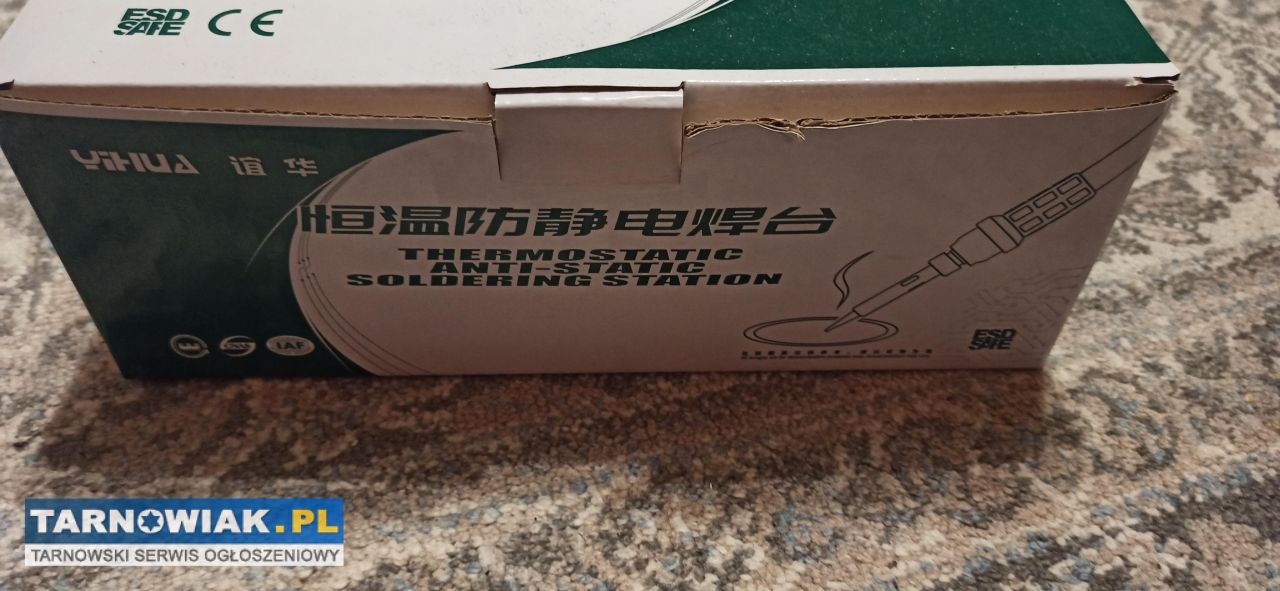 ESD
SAFE
CE
YIHUA 谊华
恒温防静电焊台
THERMOSTATIC
ANTI-STATIC
SOLDERING STATION
IAF
ESD
SAFE
TARNOWIAK.PL
TARNOWSKI SERWIS OGŁOSZENIOWY